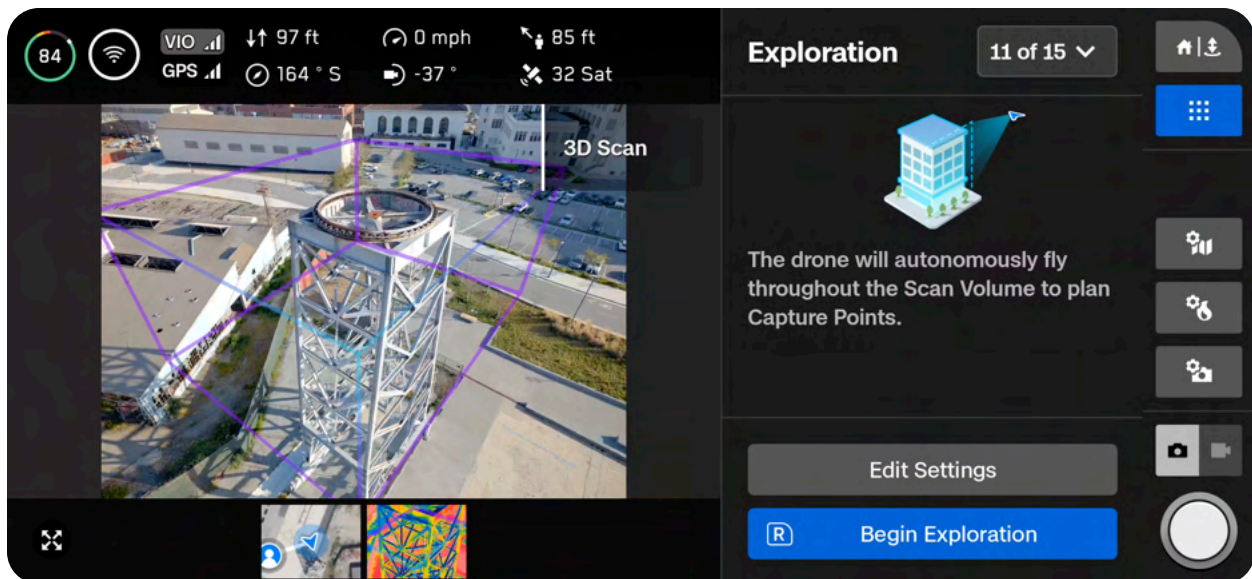 84
VIO
GPS
97 ft
0 mph
85 ft
164 ° S
-37 °
32 Sat
3D Scan
Exploration
11 of 15
The drone will autonomously fly
throughout the Scan Volume to plan
Capture Points.
Edit Settings
R
Begin Exploration